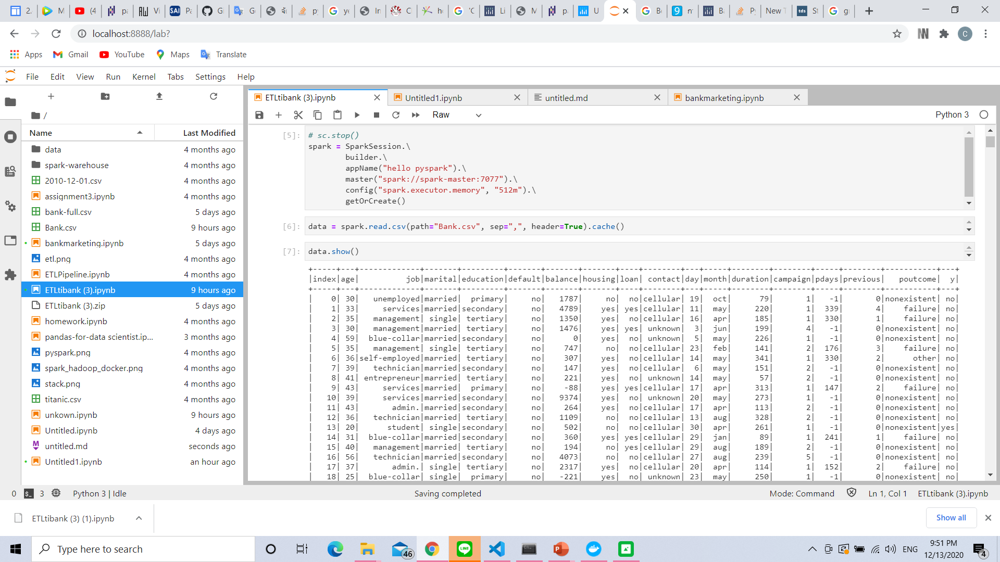 localhost:8888/lab?
Apps Gmail YouTube Maps Translate
File Edit View Run Kernel Tabs Settings Help
ETLtibank (3).ipynb Untitled1.ipynb untitled.md bankmarketing.ipynb
Raw Python 3
/
Name Last Modified
data 4 months ago
spark-warehouse 4 months ago
2010-12-01.csv 4 months ago
assignment3.ipynb 4 months ago
bank-full.csv 5 days ago
Bank.csv 9 hours ago
bankmarketing.ipynb 5 days ago
etl.png 4 months ago
ETLPipeline.ipynb 4 months ago
ETLtibank (3).ipynb 9 hours ago
ETLtibank (3).zip 5 days ago
homework.ipynb 4 months ago
pandas-for-data scientist.ip... 3 months ago
pyspark.png 4 months ago
spark_hadoop_docker.png 4 months ago
stack.png 4 months ago
titanic.csv 4 months ago
unkown.ipynb 9 hours ago
Untitled.ipynb 4 days ago
untitled.md seconds ago
Untitled1.ipynb an hour ago
[5]: # sc.stop()
spark = SparkSession.\
builder.\
appName("hello pyspark").\
master("spark://spark-master:7077").\
config("spark.executor.memory", "512m").\
getOrCreate()
[6]: data = spark.read.csv(path="Bank.csv", sep=",", header=True).cache()
[7]: data.show()
+-----+---+-------------+-------+---------+-------+-------+-------+----+--------+---+-----+--------+--------+-----+--------+-----------+---+
|index|age| job|marital|education|default|balance|housing|loan| contact|day|month|duration|campaign|pdays|previous| poutcome| y|
+-----+---+-------------+-------+---------+-------+-------+-------+----+--------+---+-----+--------+--------+-----+--------+-----------+---+
| 0| 30| unemployed|married| primary| no| 1787| no| no|cellular| 19| oct| 79| 1| -1| 0|nonexistent| no|
| 1| 33| services|married|secondary| no| 4789| yes| yes|cellular| 11| may| 220| 1| 339| 4| failure| no|
| 2| 35| management| single| tertiary| no| 1350| yes| no|cellular| 16| apr| 185| 1| 330| 1| failure| no|
| 3| 30| management|married| tertiary| no| 1476| yes| yes| unknown| 3| jun| 199| 4| -1| 0|nonexistent| no|
| 4| 59| blue-collar|married|secondary| no| 0| yes| no| unknown| 5| may| 226| 1| -1| 0|nonexistent| no|
| 5| 35| management| single| tertiary| no| 747| no| no|cellular| 23| feb| 141| 2| 176| 3| failure| no|
| 6| 36|self-employed|married| tertiary| no| 307| yes| no|cellular| 14| may| 341| 1| 330| 2| other| no|
| 7| 39| technician|married|secondary| no| 147| yes| no|cellular| 6| may| 151| 2| -1| 0|nonexistent| no|
| 8| 41| entrepreneur|married| tertiary| no| 221| yes| no| unknown| 14| may| 57| 2| -1| 0|nonexistent| no|
| 9| 43| services|married| primary| no| -88| yes| yes|cellular| 17| apr| 313| 1| 147| 2| failure| no|
| 10| 39| services|married|secondary| no| 9374| yes| no| unknown| 20| may| 273| 1| -1| 0|nonexistent| no|
| 11| 43| admin.|married|secondary| no| 264| yes| no|cellular| 17| apr| 113| 2| -1| 0|nonexistent| no|
| 12| 36| technician|married| tertiary| no| 1109| no| no|cellular| 13| aug| 328| 2| -1| 0|nonexistent| no|
| 13| 20| student| single|secondary| no| 502| no| no|cellular| 30| apr| 261| 1| -1| 0|nonexistent|yes|
| 14| 31| blue-collar|married|secondary| no| 360| yes| yes|cellular| 29| jan| 89| 1| 241| 1| failure| no|
| 15| 40| management|married| tertiary| no| 194| no| yes|cellular| 29| aug| 189| 2| -1| 0|nonexistent| no|
| 16| 56| technician|married|secondary| no| 4073| no| no|cellular| 27| aug| 239| 5| -1| 0|nonexistent| no|
| 17| 37| admin.| single| tertiary| no| 2317| yes| no|cellular| 20| apr| 114| 1| 152| 2| failure| no|
| 18| 25| blue-collar| single| primary| no| -221| yes| no| unknown| 23| may| 250| 1| -1| 0|nonexistent| no|
0 3 Python 3 | Idle Saving completed Mode: Command Ln 1, Col 1 ETLtibank (3).ipynb
ETLtibank (3) (1).ipynb Show all
Type here to search 46 LINE ENG 9:51 PM
12/13/2020 4